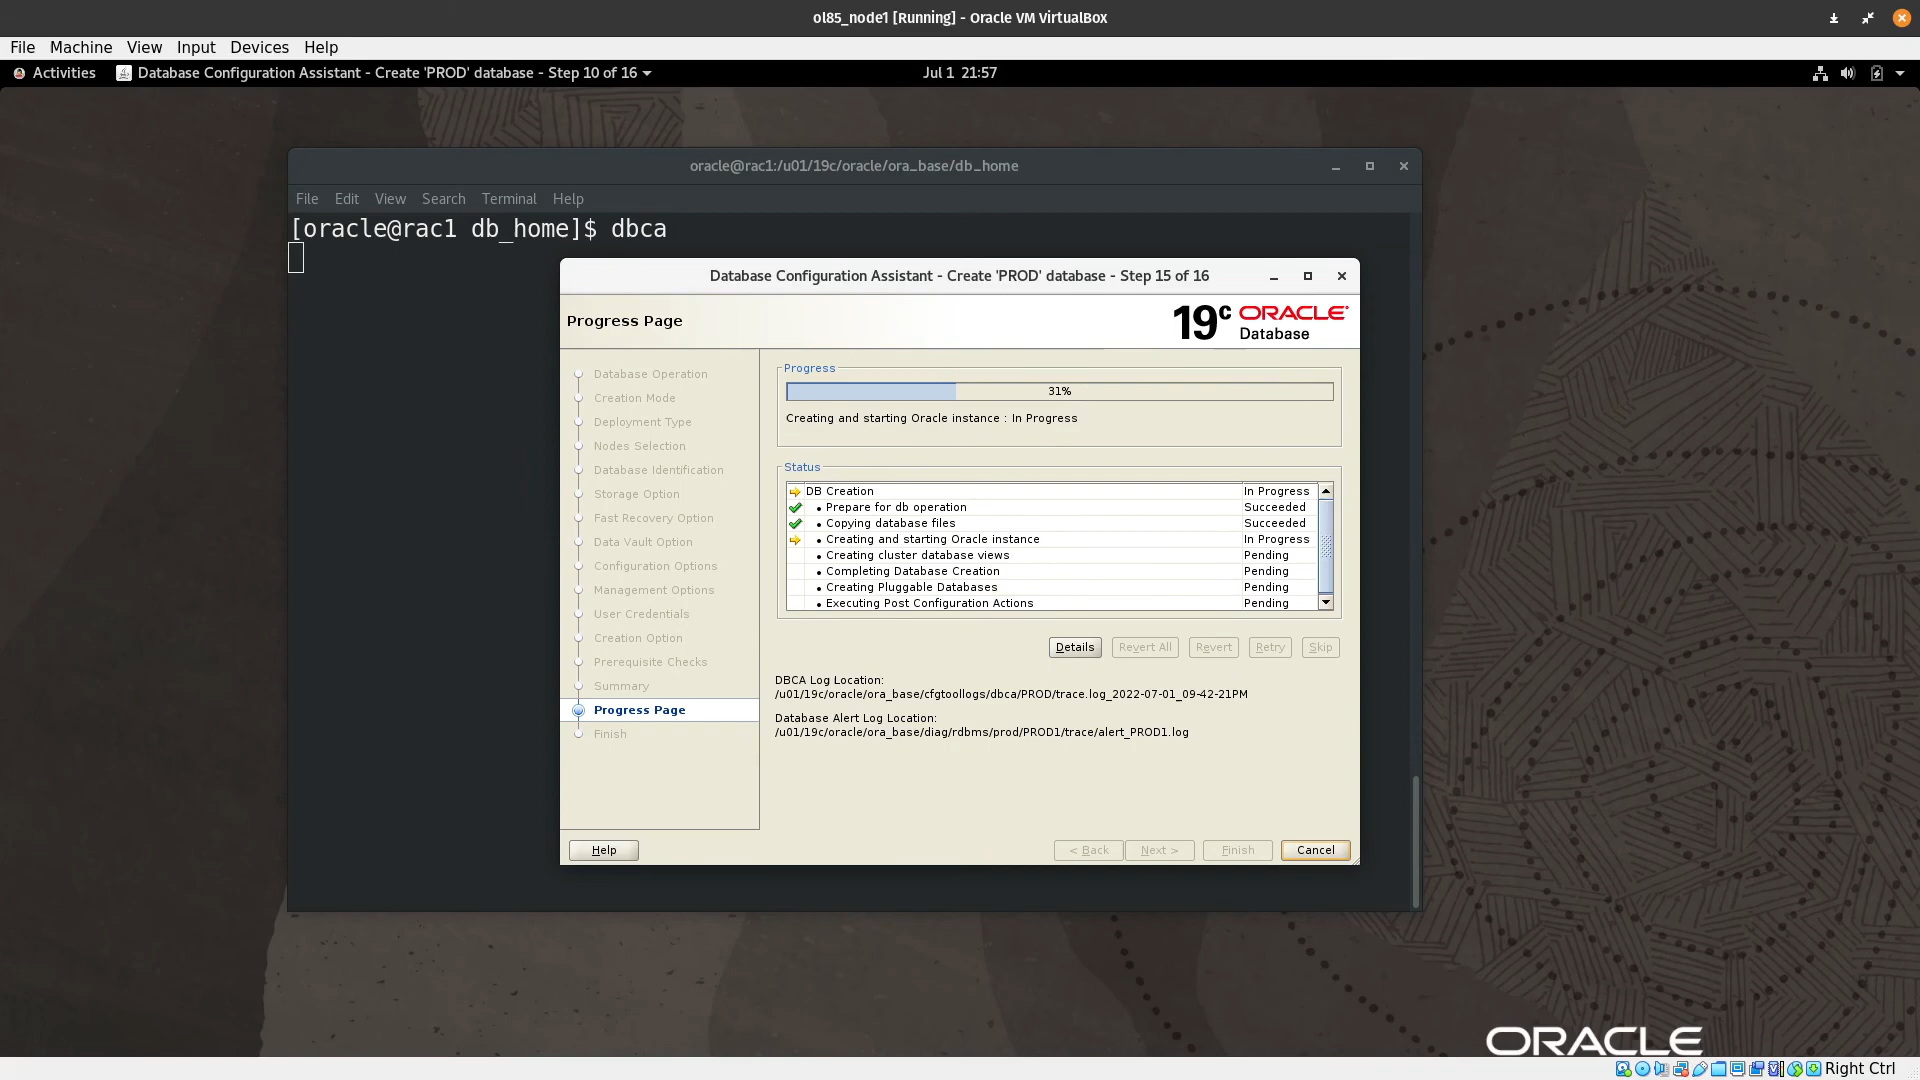 ol85_node1 [Running] - Oracle VM VirtualBox
File Machine View Input Devices Help
Activities Database Configuration Assistant - Create 'PROD' database - Step 10 of 16 Jul 1 21:57
oracle@rac1:/u01/19c/oracle/ora_base/db_home
File Edit View Search Terminal Help
[oracle@rac1 db_home]$ dbca
Database Configuration Assistant - Create 'PROD' database - Step 15 of 16
Progress Page
19c ORACLE Database
Database Operation
Creation Mode
Deployment Type
Nodes Selection
Database Identification
Storage Option
Fast Recovery Option
Data Vault Option
Configuration Options
Management Options
User Credentials
Creation Option
Prerequisite Checks
Summary
Progress Page
Finish
Progress
31%
Creating and starting Oracle instance : In Progress
Status
DB Creation In Progress
Prepare for db operation Succeeded
Copying database files Succeeded
Creating and starting Oracle instance In Progress
Creating cluster database views Pending
Completing Database Creation Pending
Creating Pluggable Databases Pending
Executing Post Configuration Actions Pending
Details Revert All Revert Retry Skip
DBCA Log Location:
/u01/19c/oracle/ora_base/cfgtoollogs/dbca/PROD/trace.log_2022-07-01_09-42-21PM
Database Alert Log Location:
/u01/19c/oracle/ora_base/diag/rdbms/prod/PROD1/trace/alert_PROD1.log
Help < Back Next > Finish Cancel
ORACLE
Right Ctrl